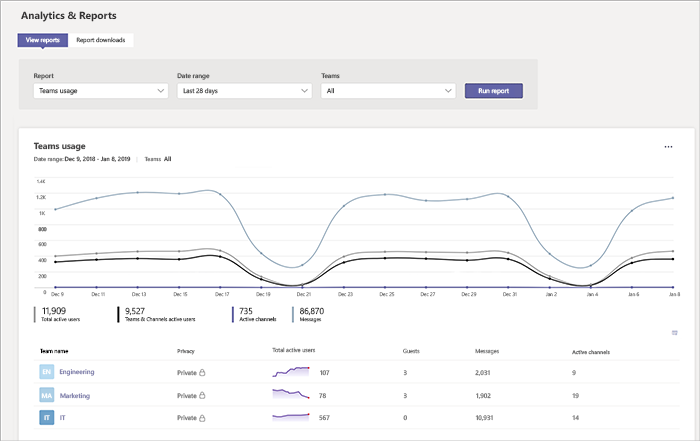 Analytics & Reports
View reports Report downloads
Report Date range Teams
Teams usage Last 28 days All Run report
Teams usage
Date range: Dec 9, 2018 - Jan 8, 2019 | Teams All
1.4K
1.2K
1K
800
600
400
200
0
Dec 9 Dec 11 Dec 13 Dec 15 Dec 17 Dec 19 Dec 21 Dec 23 Dec 25 Dec 27 Dec 29 Dec 31 Jan 2 Jan 4 Jan 6 Jan 8
11,909 9,527 735 86,870
Total active users Teams & Channels active users Active channels Messages
Team name Privacy Total active users Guests Messages Active channels
EN Engineering Private 107 3 2,031 9
MA Marketing Private 78 3 1,902 19
IT IT Private 567 0 10,931 14